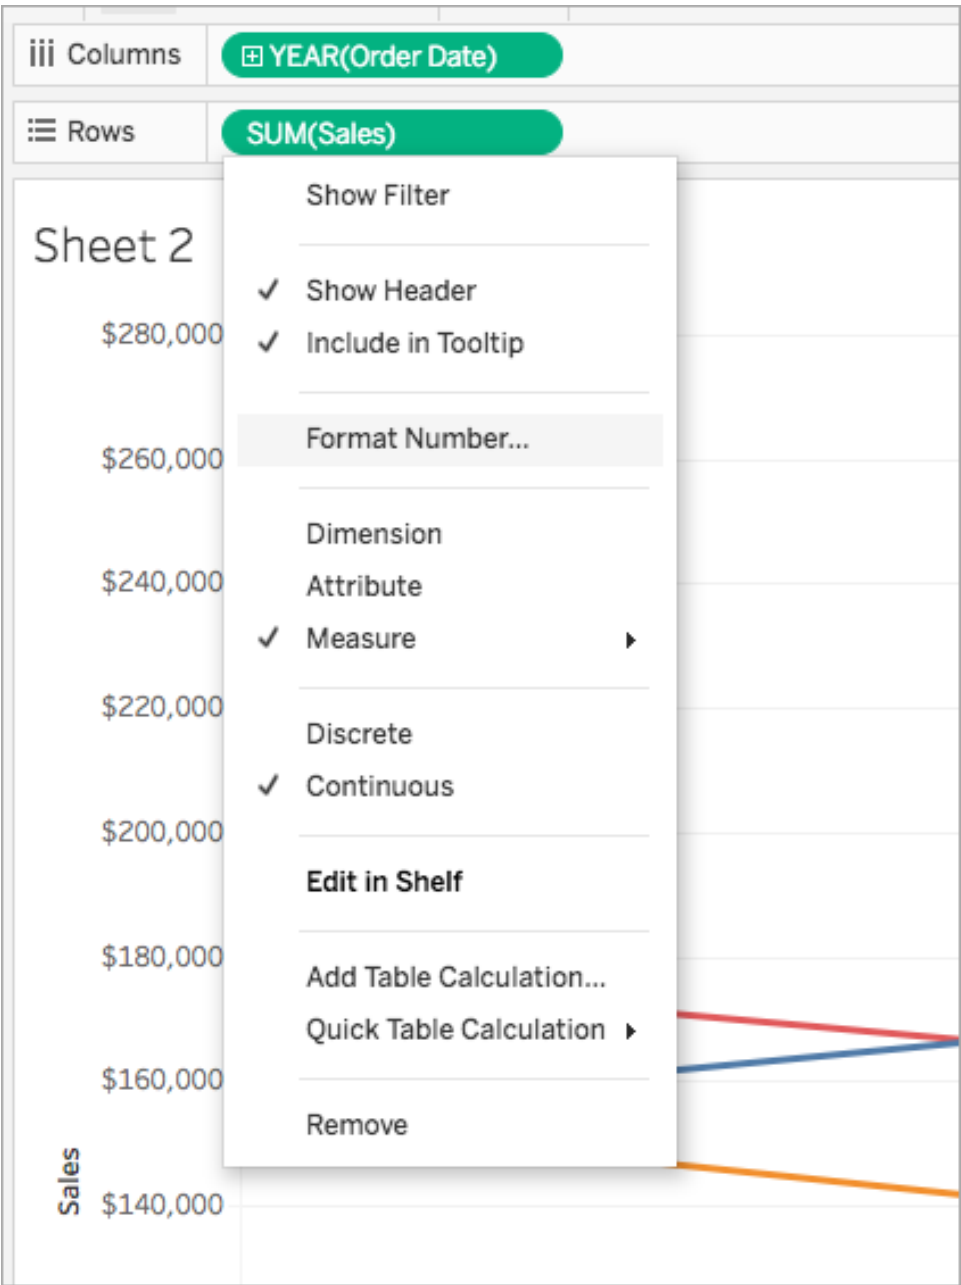 Columns
YEAR(Order Date)
Rows
SUM(Sales)
Show Filter
Sheet 2
Show Header
Include in Tooltip
Format Number...
Dimension
Attribute
Measure
Discrete
Continuous
Edit in Shelf
Add Table Calculation...
Quick Table Calculation
Remove
$280,000
$260,000
$240,000
$220,000
$200,000
$180,000
$160,000
$140,000
Sales